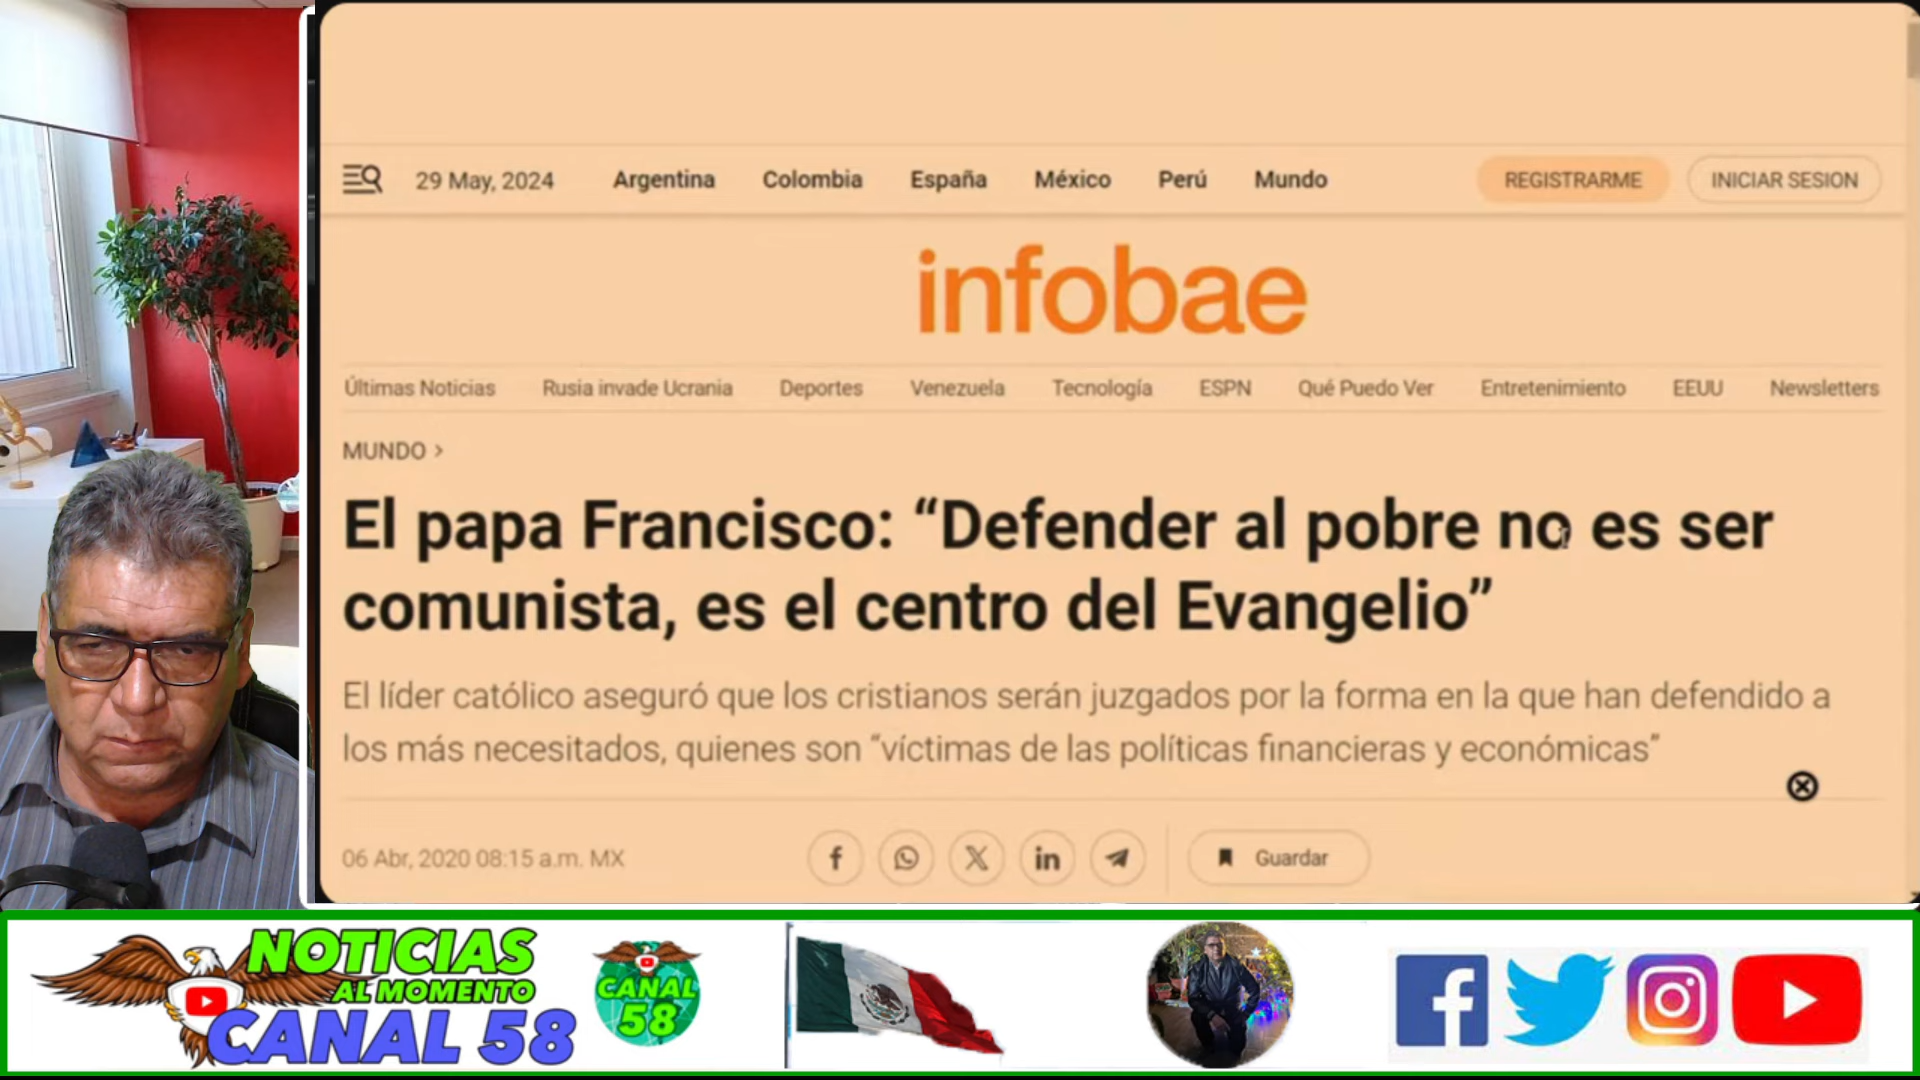 29 May, 2024 Argentina Colombia España México Perú Mundo REGISTRARME INICIAR SESION
infobae
Últimas Noticias Rusia invade Ucrania Deportes Venezuela Tecnología ESPN Qué Puedo Ver Entretenimiento EEUU Newsletters
MUNDO >
El papa Francisco: “Defender al pobre no es ser
comunista, es el centro del Evangelio”
El líder católico aseguró que los cristianos serán juzgados por la forma en la que han defendido a
los más necesitados, quienes son “víctimas de las políticas financieras y económicas”
06 Abr, 2020 08:15 a.m. MX Guardar
NOTICIAS
AL MOMENTO
CANAL 58
CANAL
58